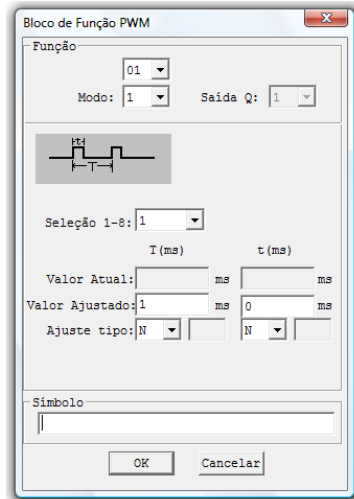 Bloco de Função PWM
Função
01
Modo: 1 Saída Q: 1
t
T
Seleção 1-8: 1
T(ms) t(ms)
Valor Atual: ms ms
Valor Ajustado: 1 ms 0 ms
Ajuste tipo: N N
Símbolo
OK Cancelar